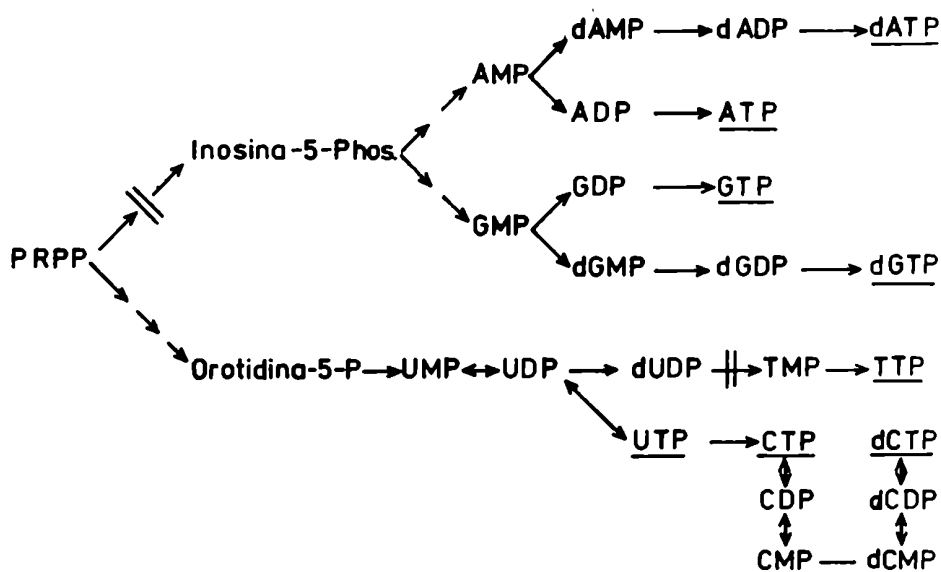 dAMP dADP dATP
AMP
ADP ATP
Inosina-5-Phos.
GDP GTP
GMP
PRPP
dGMP dGDP dGTP
Orotidina-5-P UMP UDP dUDP TMP TTP
UTP CTP dCTP
CDP dCDP
CMP dCMP